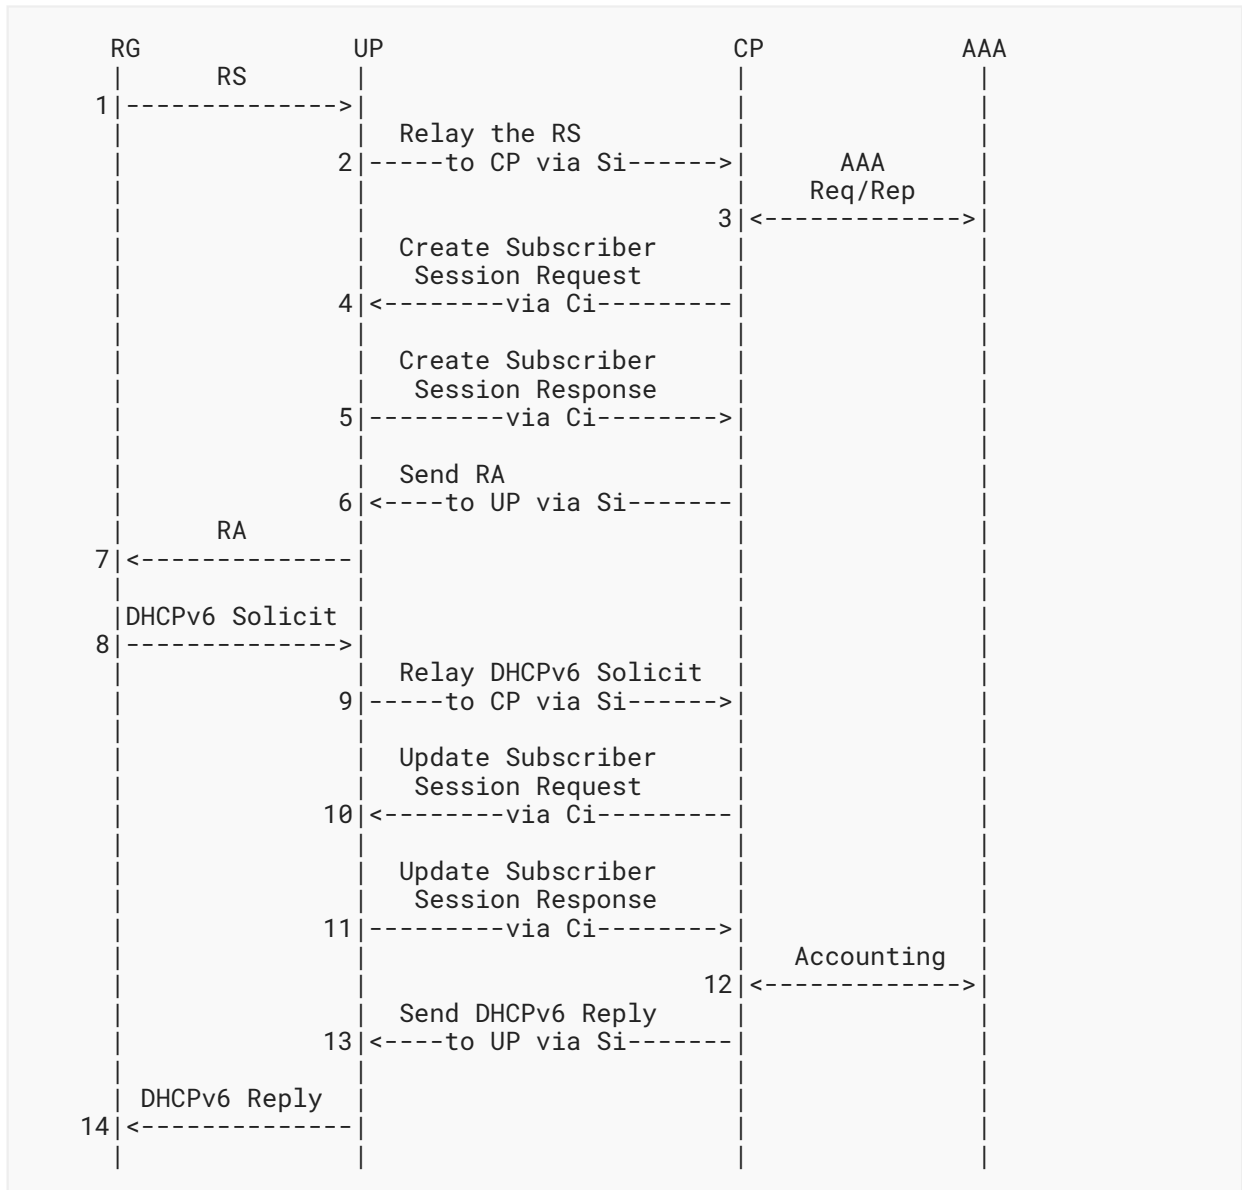 RG UP CP AAA
RS
1|-------------->|
Relay the RS
2|-----to CP via Si------>| AAA
Req/Rep
3|<------------->|
Create Subscriber
Session Request
4|<--------via Ci---------|
Create Subscriber
Session Response
5|---------via Ci-------->|
Send RA
6|<----to UP via Si-------|
RA
7|<--------------|
DHCPv6 Solicit
8|-------------->|
Relay DHCPv6 Solicit
9|-----to CP via Si------>|
Update Subscriber
Session Request
10|<--------via Ci---------|
Update Subscriber
Session Response
11|---------via Ci-------->|
Accounting
12|<------------->|
Send DHCPv6 Reply
13|<----to UP via Si-------|
DHCPv6 Reply
14|<--------------|